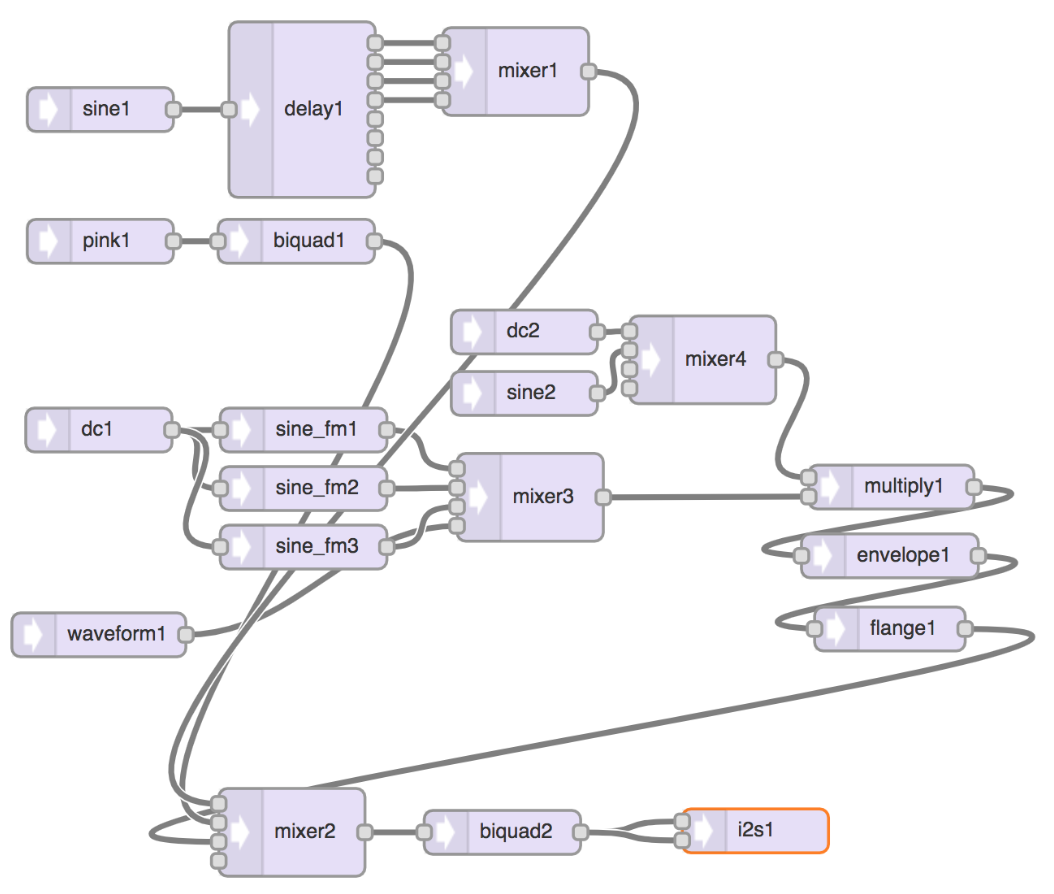 mixer1
sine1
delay1
pink1
biquad1
dc2
mixer4
sine2
dc1
sine_fm1
sine_fm2
mixer3
multiply1
sine_fm3
envelope1
waveform1
flange1
mixer2
biquad2
i2s1